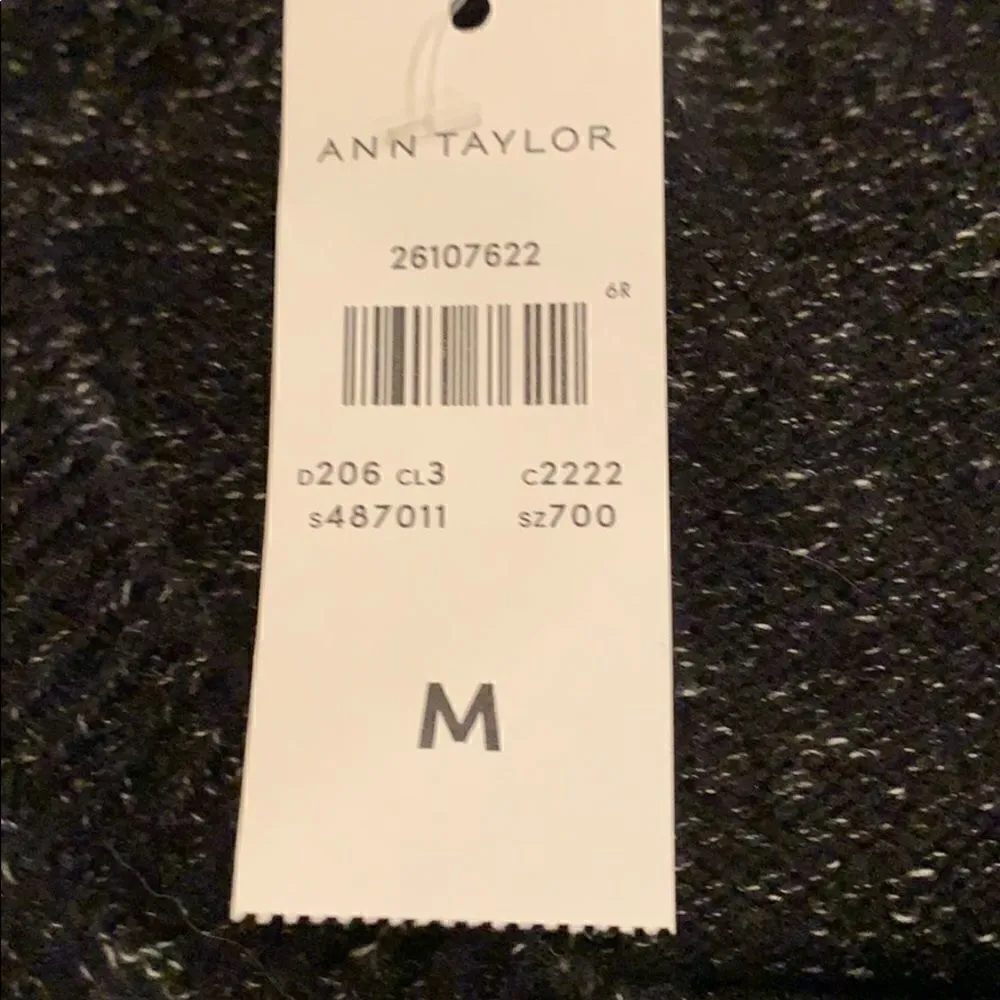 ANN TAYLOR
26107622
6R
D206 CL3 C2222
S487011 SZ700
M